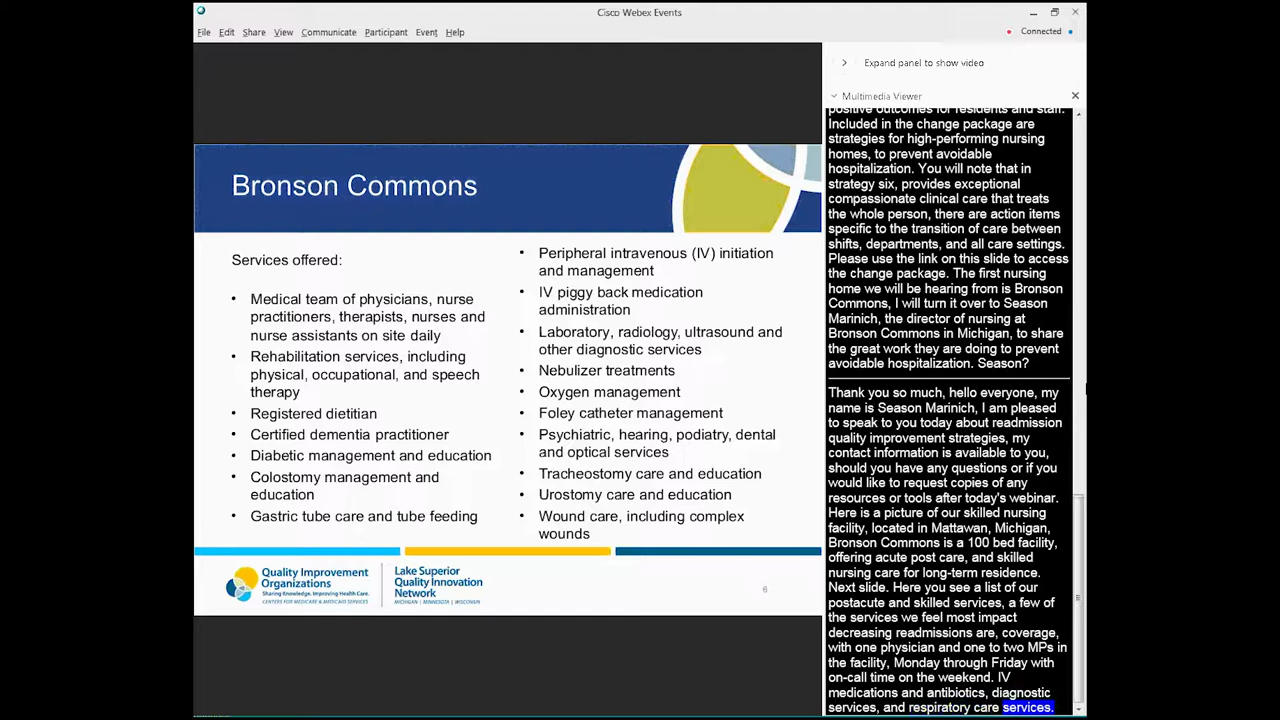 Cisco Webex Events
File Edit Share View Communicate Participant Event Help
Connected
Expand panel to show video
Multimedia Viewer
Bronson Commons
Services offered:
• Medical team of physicians, nurse
practitioners, therapists, nurses and
nurse assistants on site daily
• Rehabilitation services, including
physical, occupational, and speech
therapy
• Registered dietitian
• Certified dementia practitioner
• Diabetic management and education
• Colostomy management and
education
• Gastric tube care and tube feeding
• Peripheral intravenous (IV) initiation
and management
• IV piggy back medication
administration
• Laboratory, radiology, ultrasound and
other diagnostic services
• Nebulizer treatments
• Oxygen management
• Foley catheter management
• Psychiatric, hearing, podiatry, dental
and optical services
• Tracheostomy care and education
• Urostomy care and education
• Wound care, including complex
wounds
Quality Improvement
Organizations
Sharing Knowledge. Improving Health Care.
CENTERS FOR MEDICARE & MEDICAID SERVICES
Lake Superior
Quality Innovation
Network
MICHIGAN | MINNESOTA | WISCONSIN
6
positive outcomes for residents and staff.
Included in the change package are
strategies for high-performing nursing
homes, to prevent avoidable
hospitalization. You will note that in
strategy six, provides exceptional
compassionate clinical care that treats
the whole person, there are action items
specific to the transition of care between
shifts, departments, and all care settings.
Please use the link on this slide to access
the change package. The first nursing
home we will be hearing from is Bronson
Commons, I will turn it over to Season
Marinich, the director of nursing at
Bronson Commons in Michigan, to share
the great work they are doing to prevent
avoidable hospitalization. Season?
Thank you so much, hello everyone, my
name is Season Marinich, I am pleased
to speak to you today about readmission
quality improvement strategies, my
contact information is available to you,
should you have any questions or if you
would like to request copies of any
resources or tools after today's webinar.
Here is a picture of our skilled nursing
facility, located in Mattawan, Michigan,
Bronson Commons is a 100 bed facility,
offering acute post care, and skilled
nursing care for long-term residence.
Next slide. Here you see a list of our
postacute and skilled services, a few of
the services we feel most impact
decreasing readmissions are, coverage,
with one physician and one to two MPs in
the facility, Monday through Friday with
on-call time on the weekend. IV
medications and antibiotics, diagnostic
services, and respiratory care services.